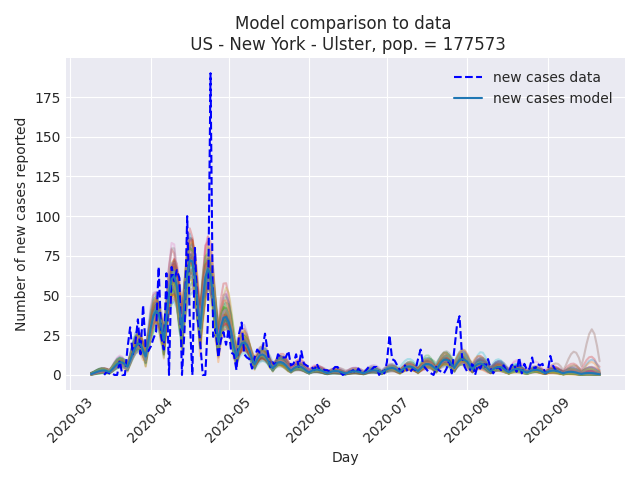 Model comparison to data
US - New York - Ulster, pop. = 177573
new cases data
new cases model
Number of new cases reported
175
150
125
100
75
50
25
0
2020-03
2020-04
2020-05
2020-06
2020-07
2020-08
2020-09
Day